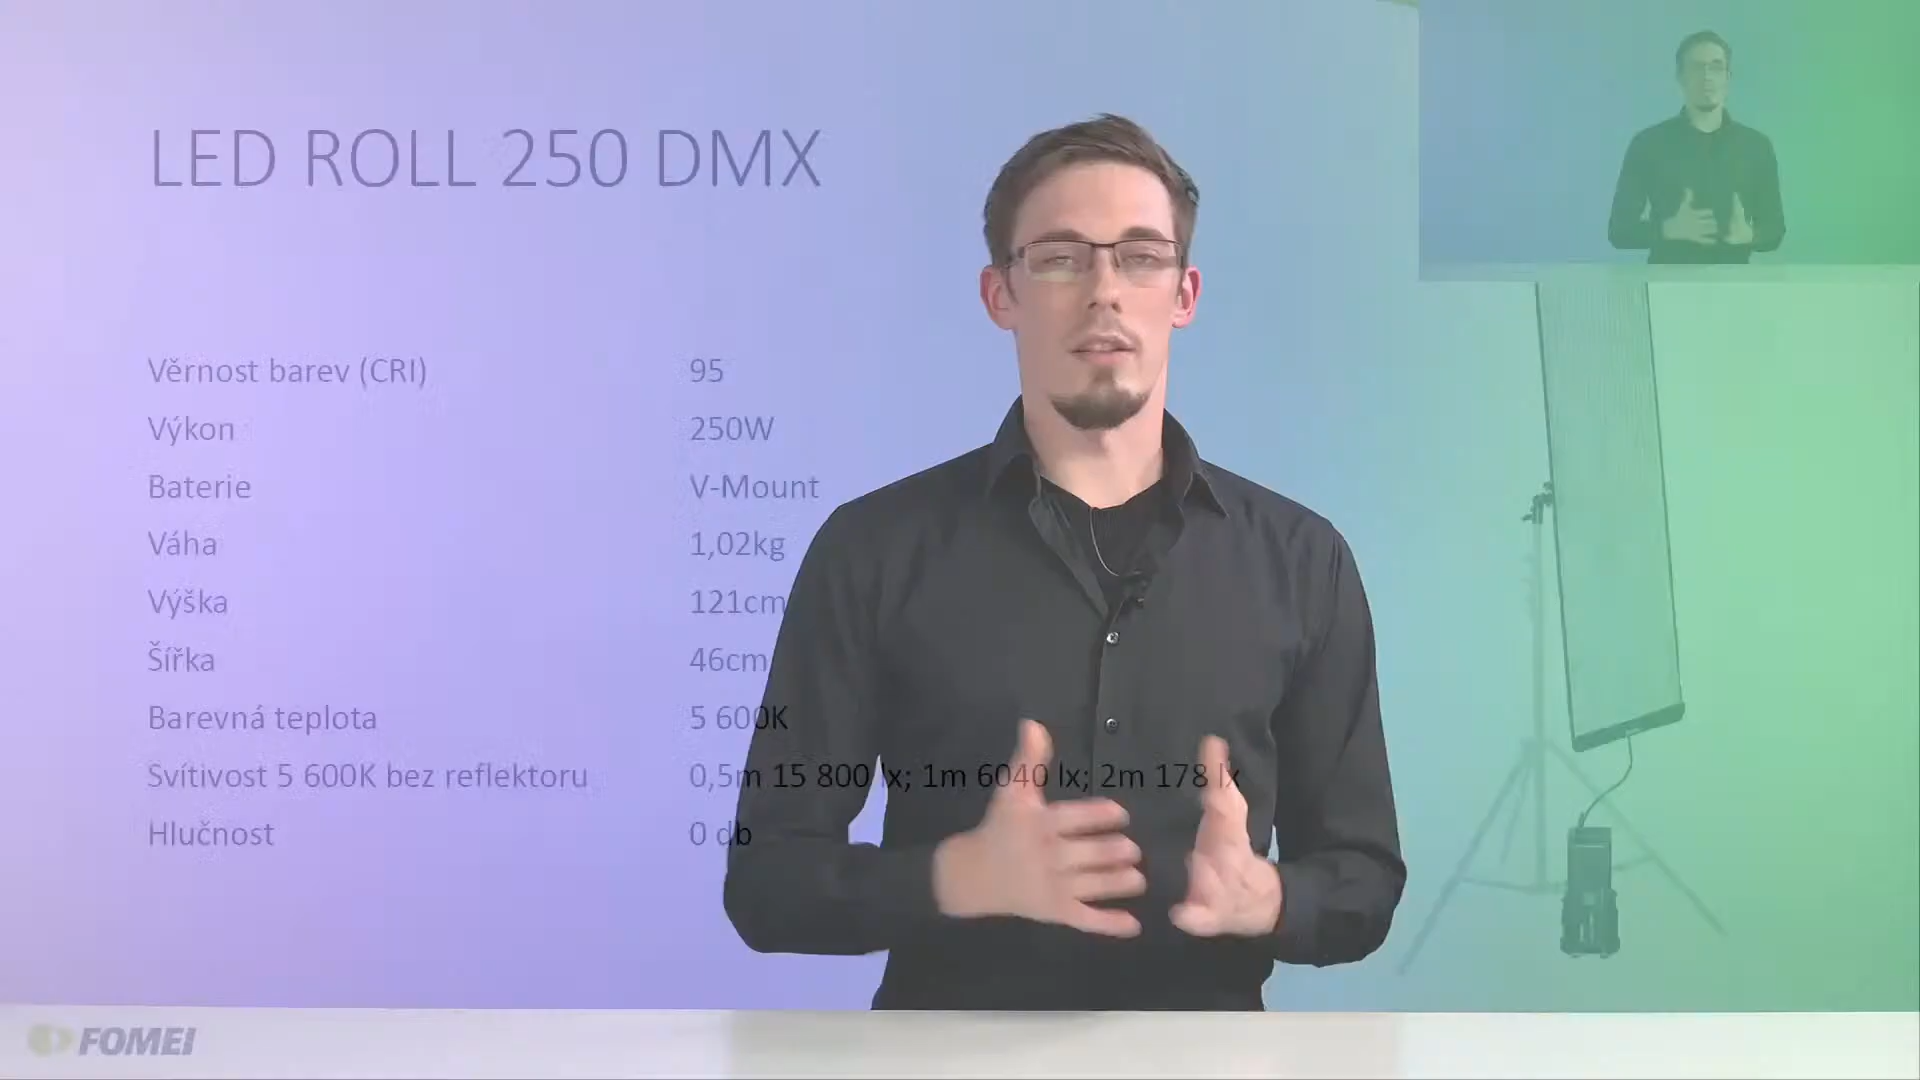 LED ROLL 250 DMX
Věrnost barev (CRI) 95
Výkon 250W
Baterie V-Mount
Váha 1,02kg
Výška 121cm
Šířka 46cm
Barevná teplota 5 600K
Svítivost 5 600K bez reflektoru 0,5m 15 800 lx; 1m 6040 lx; 2m 178 lx
Hlučnost 0 db
FOMEI